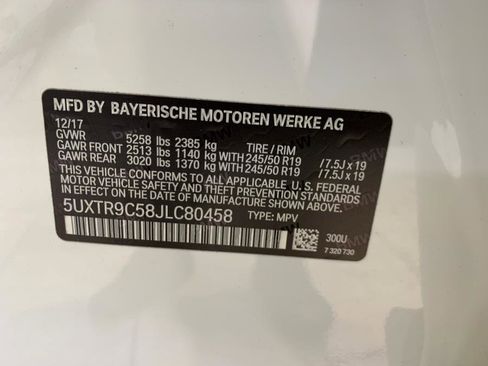 MFD BY BAYERISCHE MOTOREN WERKE AG
12/17
GVWR 5258 lbs 2385 kg TIRE / RIM
GAWR FRONT 2513 lbs 1140 kg WITH 245/50 R19 /7.5J x 19
GAWR REAR 3020 lbs 1370 kg WITH 245/50 R19 /7.5J x 19
THIS VEHICLE CONFORMS TO ALL APPLICABLE U.S. FEDERAL
MOTOR VEHICLE SAFETY AND THEFT PREVENTION
STANDARDS IN EFFECT ON THE DATE OF MANUFACTURE
SHOWN ABOVE.
5UXTR9C58JLC80458 TYPE: MPV
300U
7 320 730